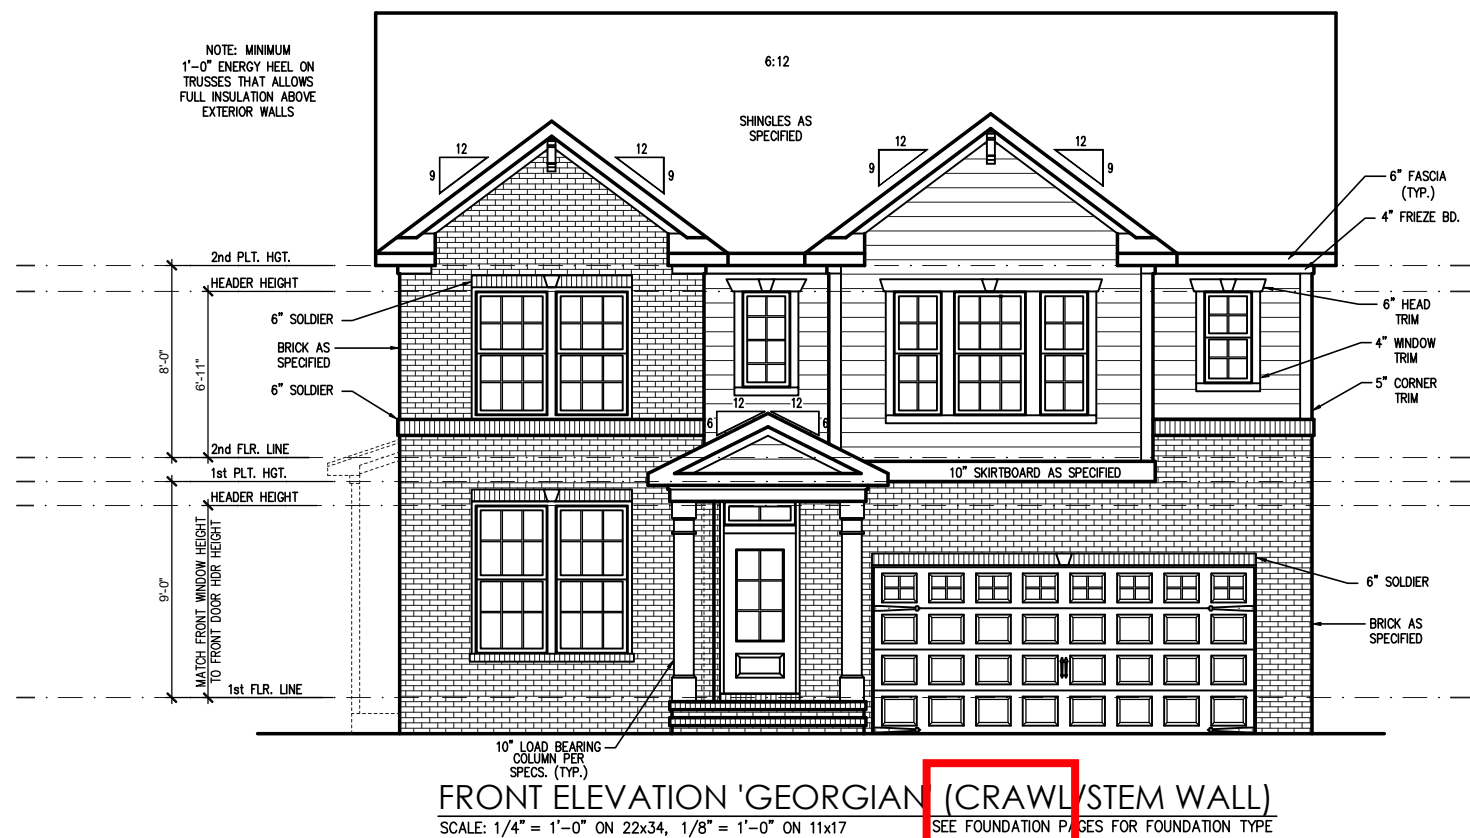 NOTE: MINIMUM
1'-0" ENERGY HEEL ON
TRUSSES THAT ALLOWS
FULL INSULATION ABOVE
EXTERIOR WALLS
6:12
SHINGLES AS
SPECIFIED
12
9
12
9
12
9
12
9
6" FASCIA
(TYP.)
4" FRIEZE BD.
2nd PLT. HGT.
HEADER HEIGHT
6" SOLDIER
BRICK AS
SPECIFIED
6" SOLDIER
8'-0"
6'-11"
6" HEAD
TRIM
4" WINDOW
TRIM
5" CORNER
TRIM
12
6
12
6
2nd FLR. LINE
1st PLT. HGT.
HEADER HEIGHT
10" SKIRTBOARD AS SPECIFIED
9'-0"
MATCH FRONT WINDOW HEIGHT
TO FRONT DOOR HDR HEIGHT
6" SOLDIER
BRICK AS
SPECIFIED
1st FLR. LINE
10" LOAD BEARING
COLUMN PER
SPECS. (TYP.)
FRONT ELEVATION 'GEORGIAN' (CRAWL/STEM WALL)
SCALE: 1/4" = 1'-0" ON 22x34, 1/8" = 1'-0" ON 11x17
SEE FOUNDATION PAGES FOR FOUNDATION TYPE